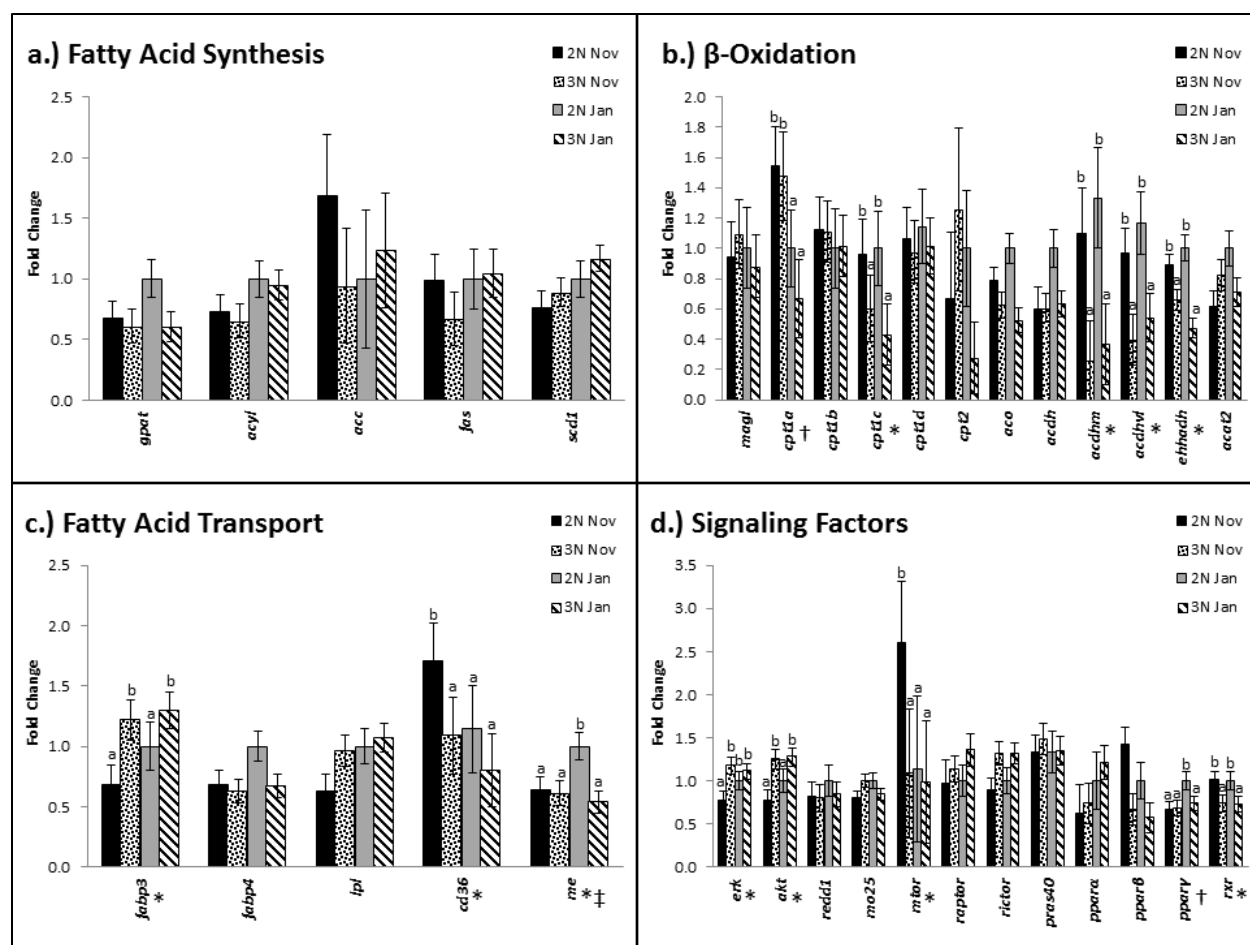 a.) Fatty Acid Synthesis
2N Nov
3N Nov
2N Jan
3N Jan
Fold Change
2.5
2.0
1.5
1.0
0.5
0.0
gpat
acyl
acc
fas
scd1
b.) β-Oxidation
2N Nov
3N Nov
2N Jan
3N Jan
Fold Change
2.0
1.8
1.6
1.4
1.2
1.0
0.8
0.6
0.4
0.2
0.0
b b a a
b a b a
b a b a
b a b a
b a b a
magl
cpt1a †
cpt1b
cpt1c *
cpt1d
cpt2
aco
acdh
acdhm *
acdhvl *
ehhadh *
acat2
c.) Fatty Acid Transport
2N Nov
3N Nov
2N Jan
3N Jan
Fold Change
2.5
2.0
1.5
1.0
0.5
0.0
a b a b
b a a a
a a b a
fabp3 *
fabp4
lpl
cd36 *
me *‡
d.) Signaling Factors
2N Nov
3N Nov
2N Jan
3N Jan
Fold Change
3.5
3.0
2.5
2.0
1.5
1.0
0.5
0.0
a b b b
a b a b
b a a a
a a b a
b a b a
erk *
akt *
redd1
mo25
mtor *
raptor
rictor
pras40
pparα
pparβ
pparγ †
rxr *